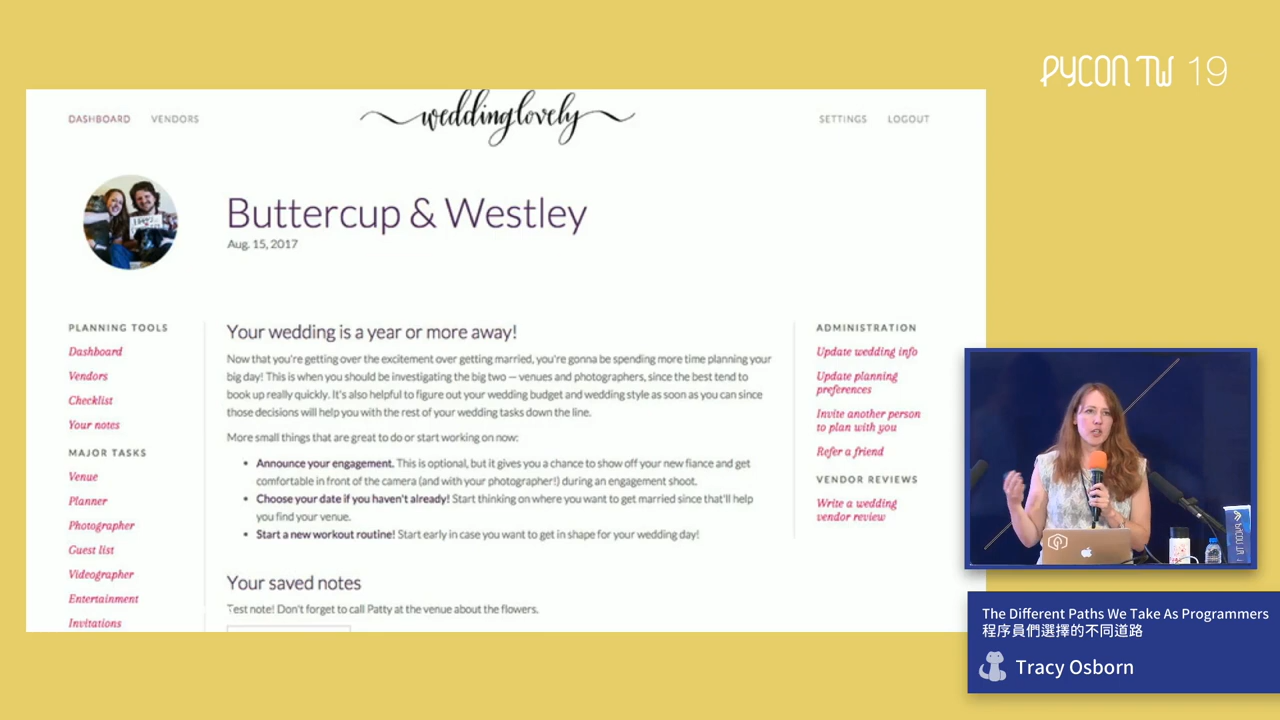 PYCON TW 19
DASHBOARD VENDORS
weddinglovely
SETTINGS LOGOUT
Buttercup & Westley
Aug. 15, 2017
PLANNING TOOLS
Dashboard
Vendors
Checklist
Your notes
MAJOR TASKS
Venue
Planner
Photographer
Guest list
Videographer
Entertainment
Invitations
Your wedding is a year or more away!
Now that you're getting over the excitement over getting married, you're gonna be spending more time planning your
big day! This is when you should be investigating the big two — venues and photographers, since the best tend to
book up really quickly. It's also helpful to figure out your wedding budget and wedding style as soon as you can since
those decisions will help you with the rest of your wedding tasks down the line.
More small things that are great to do or start working on now:
• Announce your engagement. This is optional, but it gives you a chance to show off your new fiance and get
comfortable in front of the camera (and with your photographer!) during an engagement shoot.
• Choose your date if you haven't already! Start thinking on where you want to get married since that'll help
you find your venue.
• Start a new workout routine! Start early in case you want to get in shape for your wedding day!
Your saved notes
Test note! Don't forget to call Patty at the venue about the flowers.
ADMINISTRATION
Update wedding info
Update planning
preferences
Invite another person
to plan with you
Refer a friend
VENDOR REVIEWS
Write a wedding
vendor review
The Different Paths We Take As Programmers
程序員們選擇的不同道路
Tracy Osborn